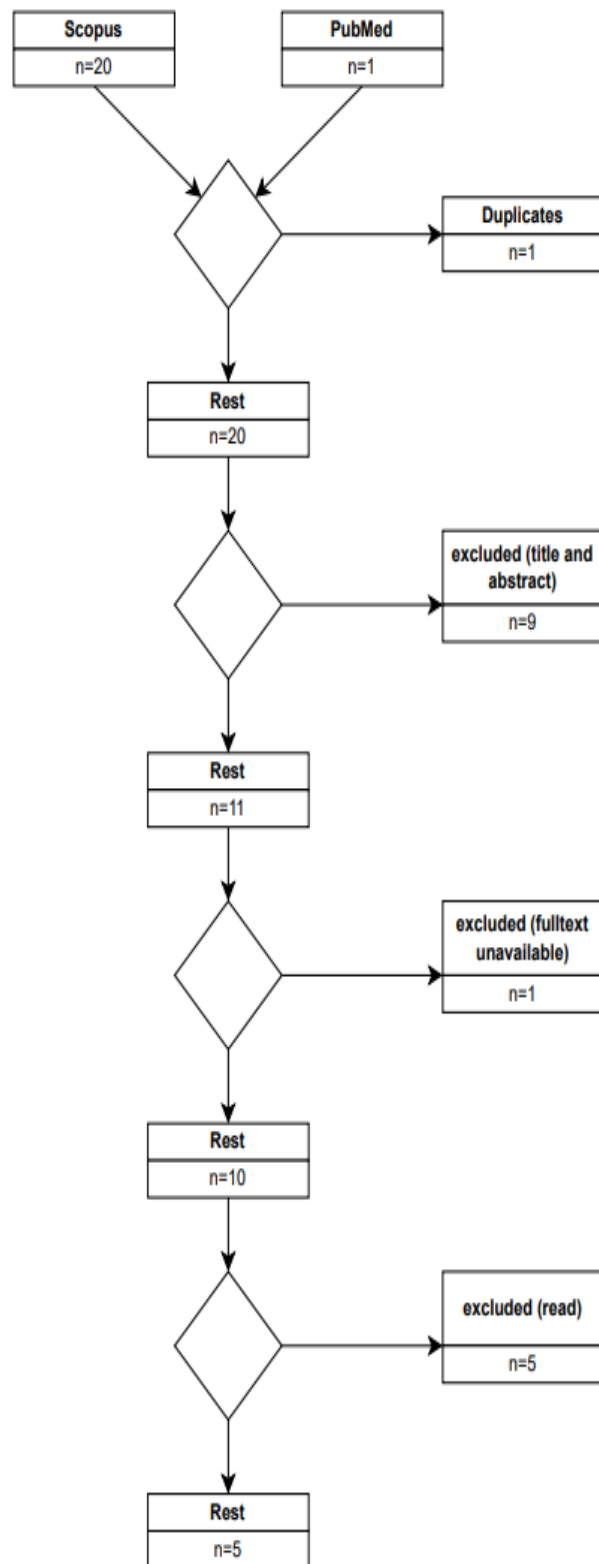 Scopus
n=20
PubMed
n=1
Duplicates
n=1
Rest
n=20
excluded (title and
abstract)
n=9
Rest
n=11
excluded (fulltext
unavailable)
n=1
Rest
n=10
excluded (read)
n=5
Rest
n=5